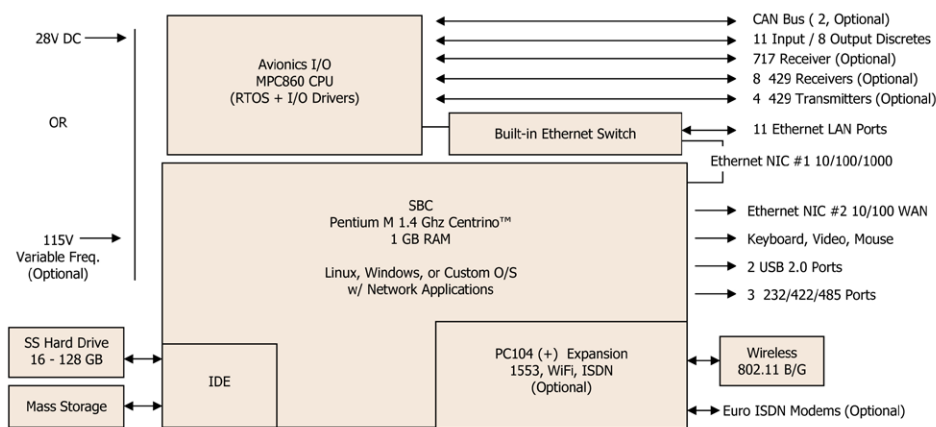 28V DC
OR
115V
Variable Freq.
(Optional)
Avionics I/O
MPC860 CPU
(RTOS + I/O Drivers)
CAN Bus ( 2, Optional)
11 Input / 8 Output Discretes
717 Receiver (Optional)
8 429 Receivers (Optional)
4 429 Transmitters (Optional)
Built-in Ethernet Switch
11 Ethernet LAN Ports
Ethernet NIC #1 10/100/1000
SBC
Pentium M 1.4 Ghz Centrino™
1 GB RAM
Linux, Windows, or Custom O/S
w/ Network Applications
Ethernet NIC #2 10/100 WAN
Keyboard, Video, Mouse
2 USB 2.0 Ports
3 232/422/485 Ports
SS Hard Drive
16 - 128 GB
Mass Storage
IDE
PC104 (+) Expansion
1553, WiFi, ISDN
(Optional)
Wireless
802.11 B/G
Euro ISDN Modems (Optional)